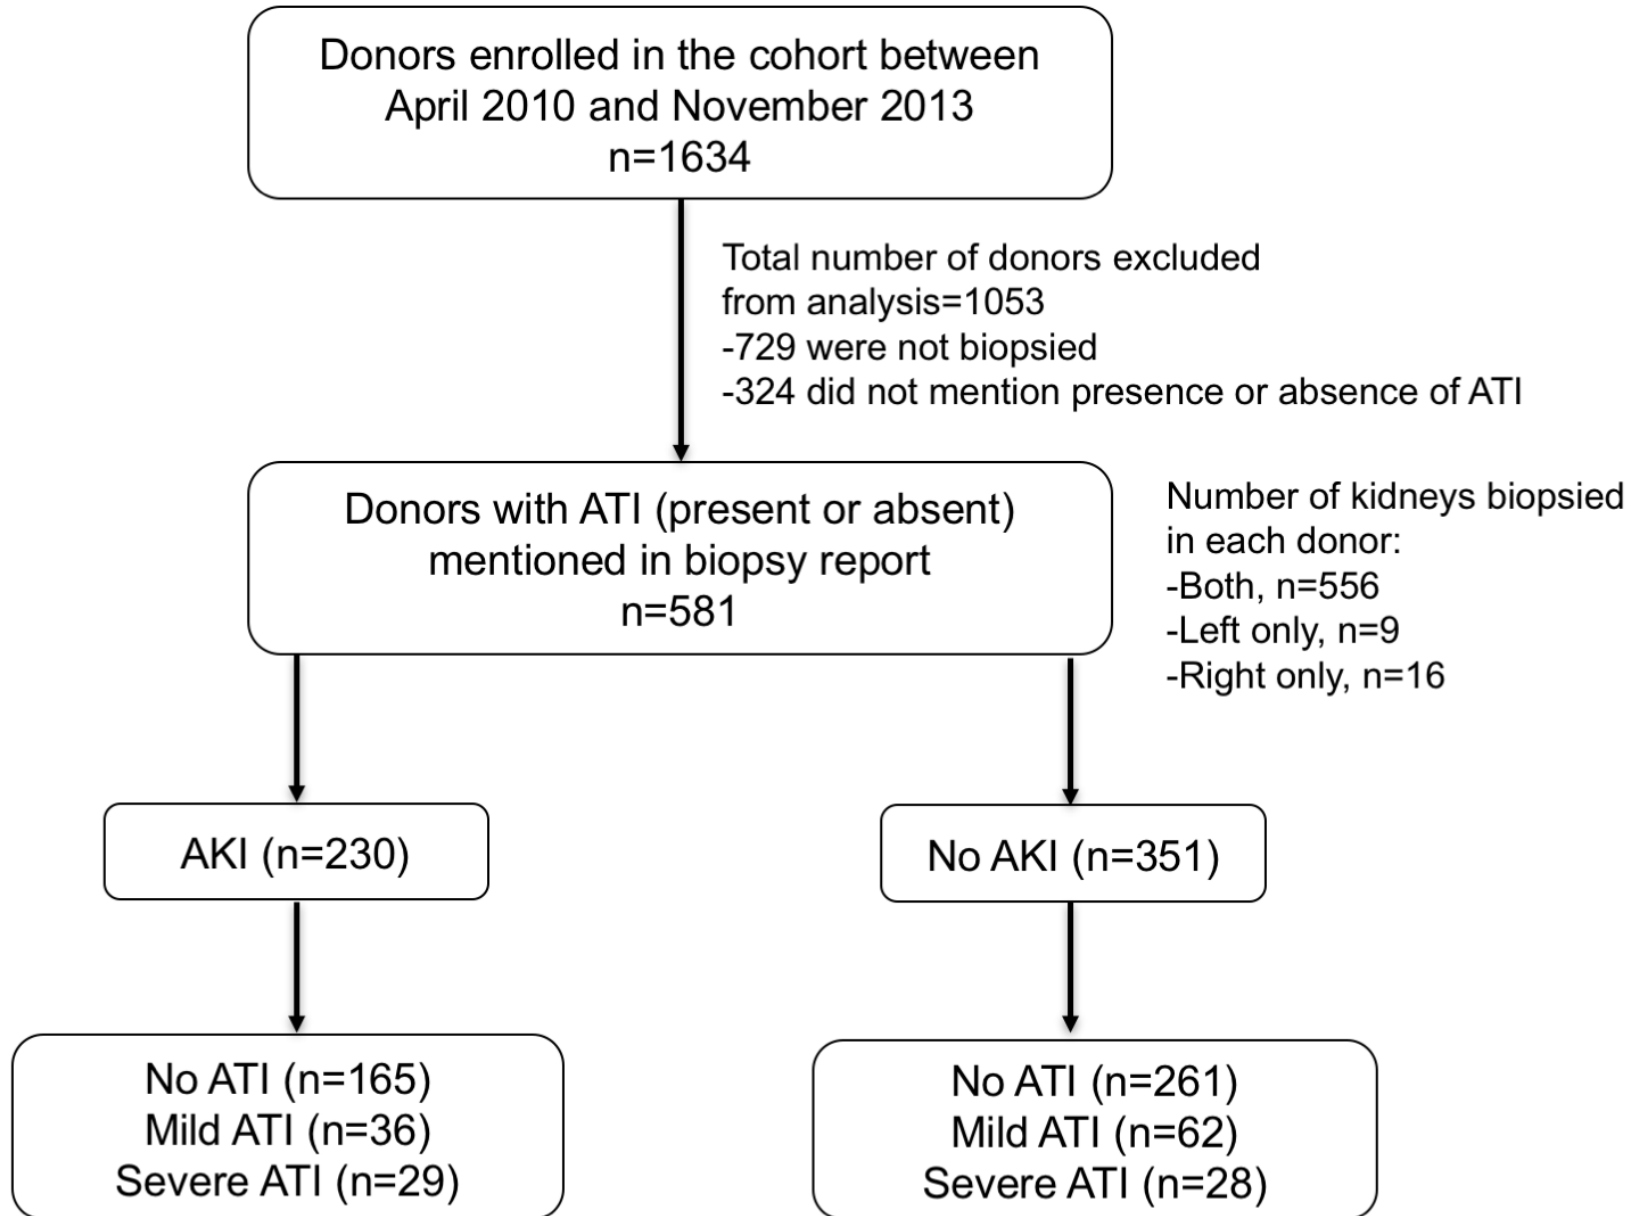 Donors enrolled in the cohort between
April 2010 and November 2013
n=1634
Total number of donors excluded
from analysis=1053
-729 were not biopsied
-324 did not mention presence or absence of ATI
Donors with ATI (present or absent)
mentioned in biopsy report
n=581
Number of kidneys biopsied
in each donor:
-Both, n=556
-Left only, n=9
-Right only, n=16
AKI (n=230)
No AKI (n=351)
No ATI (n=165)
Mild ATI (n=36)
Severe ATI (n=29)
No ATI (n=261)
Mild ATI (n=62)
Severe ATI (n=28)